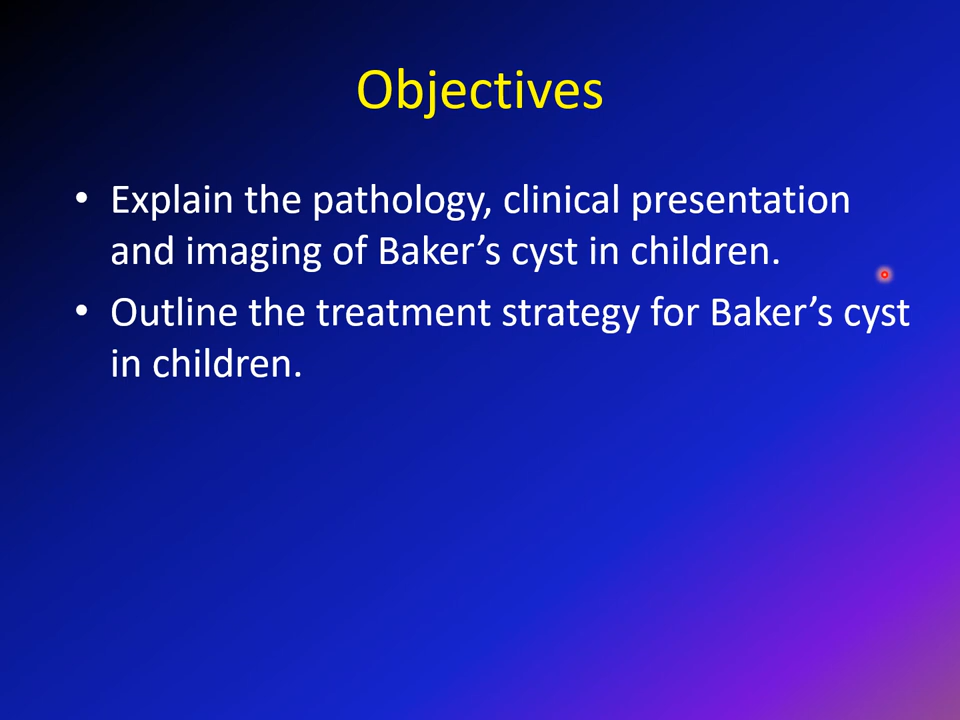 Objectives
• Explain the pathology, clinical presentation
and imaging of Baker’s cyst in children.
• Outline the treatment strategy for Baker’s cyst
in children.